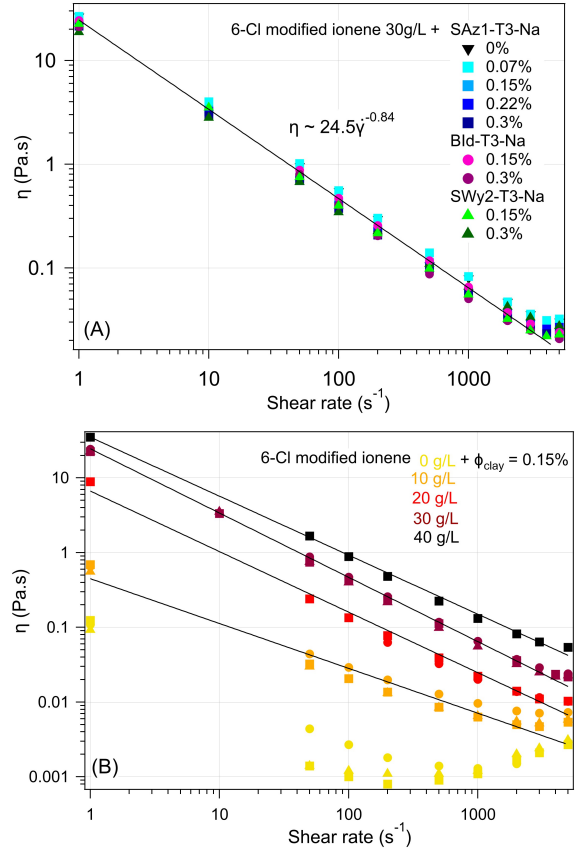 6-Cl modified ionene 30g/L + SAz1-T3-Na
0%
0.07%
0.15%
0.22%
0.3%
BId-T3-Na
0.15%
0.3%
SWy2-T3-Na
0.15%
0.3%
η ~ 24.5γ̇^-0.84
η (Pa.s)
10
1
0.1
(A)
1 10 100 1000
Shear rate (s⁻¹)
6-Cl modified ionene 0 g/L + ϕclay = 0.15%
10 g/L
20 g/L
30 g/L
40 g/L
η (Pa.s)
10
1
0.1
0.01
0.001
(B)
1 10 100 1000
Shear rate (s⁻¹)